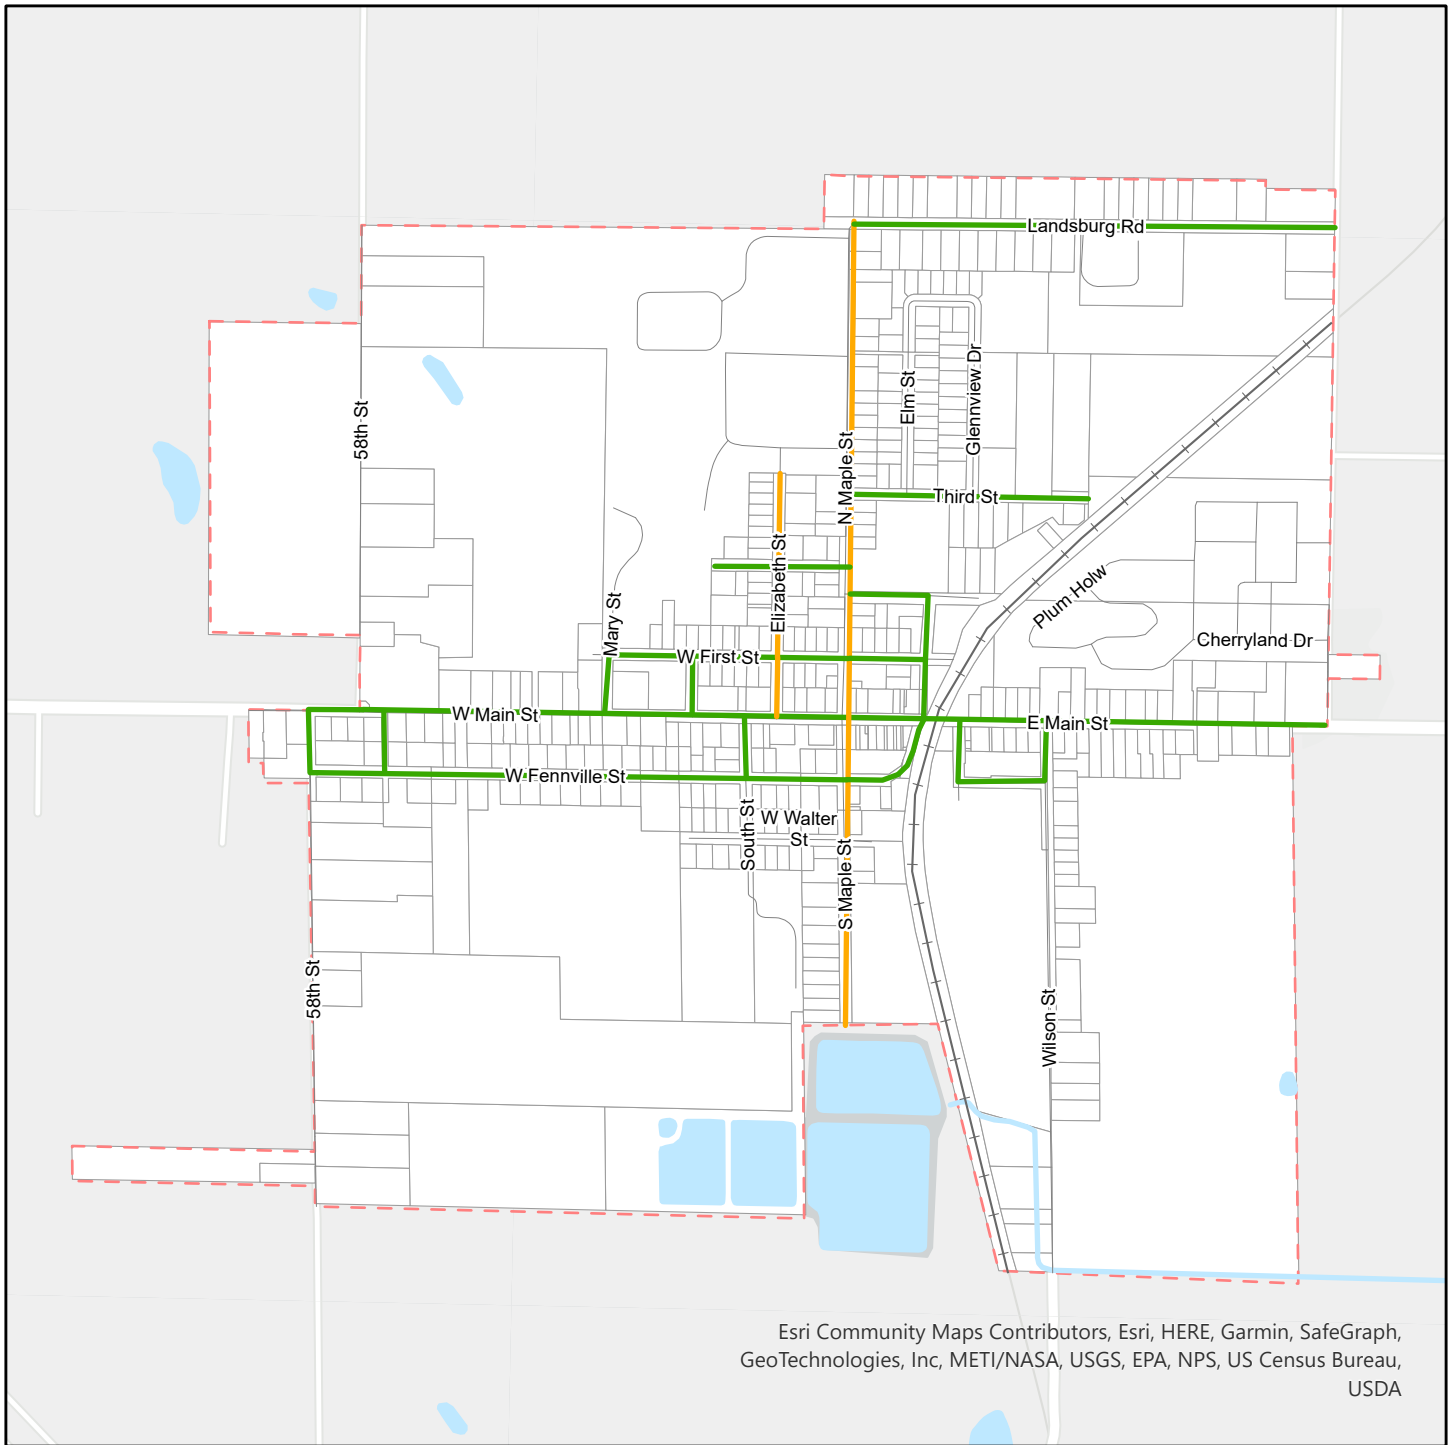 Landsburg Rd
58th St
Elm St
Glennview Dr
N Maple St
Third St
Elizabeth St
Plum Holw
Mary St
Cherryland Dr
W First St
W Main St
E Main St
W Fennville St
South St
W Walter
St
S Maple St
58th St
Wilson St
Esri Community Maps Contributors, Esri, HERE, Garmin, SafeGraph,
GeoTechnologies, Inc, METI/NASA, USGS, EPA, NPS, US Census Bureau,
USDA